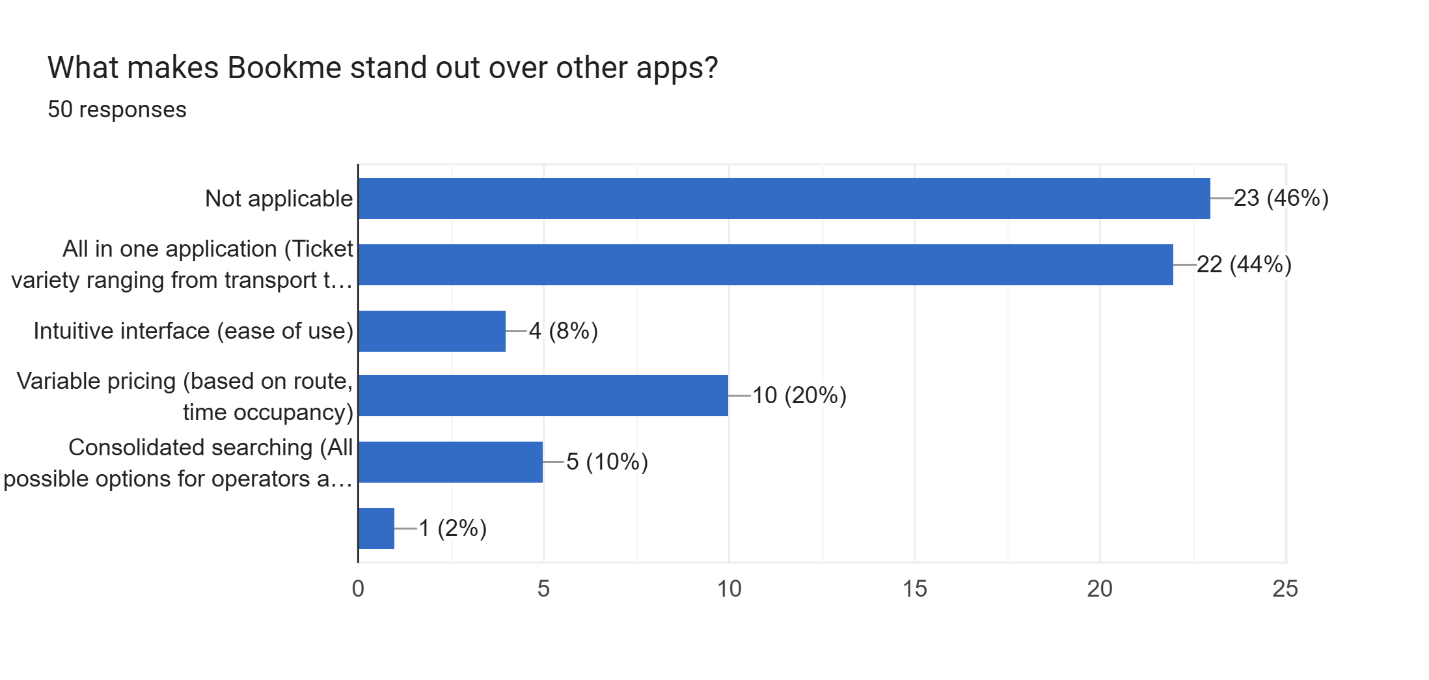 What makes Bookme stand out over other apps?
50 responses
Not applicable
23 (46%)
All in one application (Ticket
variety ranging from transport t…
22 (44%)
Intuitive interface (ease of use)
4 (8%)
Variable pricing (based on route,
time occupancy)
10 (20%)
Consolidated searching (All
possible options for operators a…
5 (10%)
1 (2%)
0 5 10 15 20 25